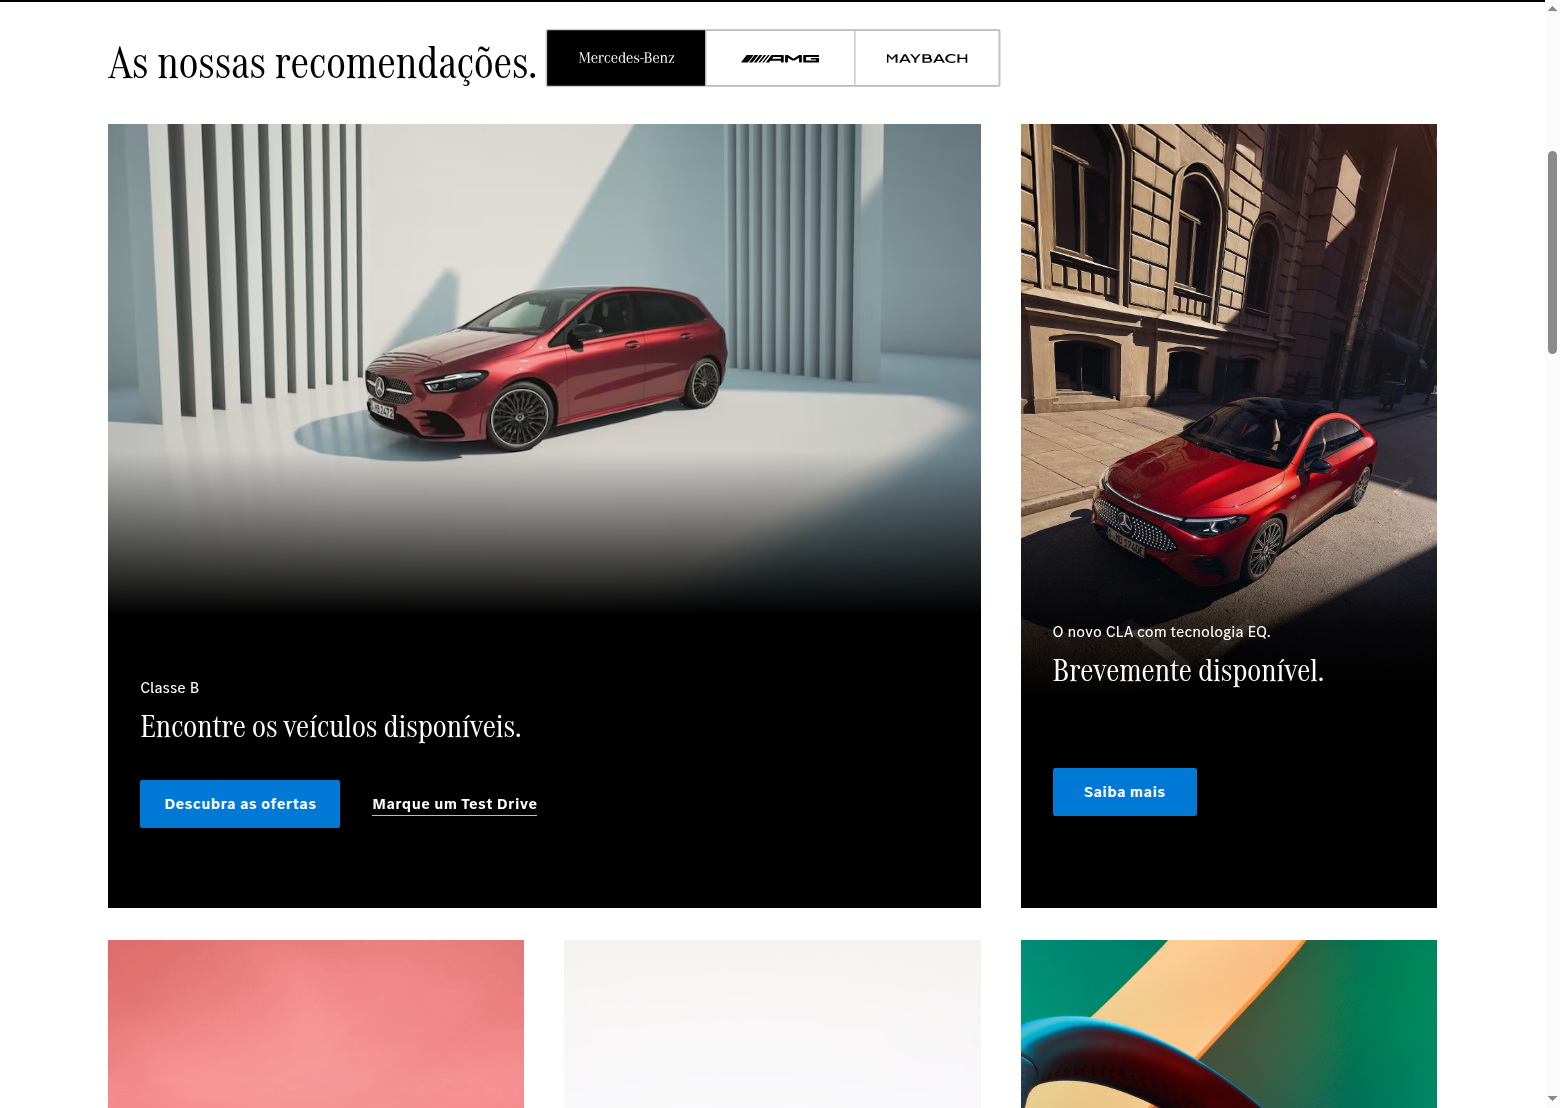 As nossas recomendações.
Mercedes-Benz
AMG
MAYBACH
Classe B
Encontre os veículos disponíveis.
Descubra as ofertas
Marque um Test Drive
O novo CLA com tecnologia EQ.
Brevemente disponível.
Saiba mais